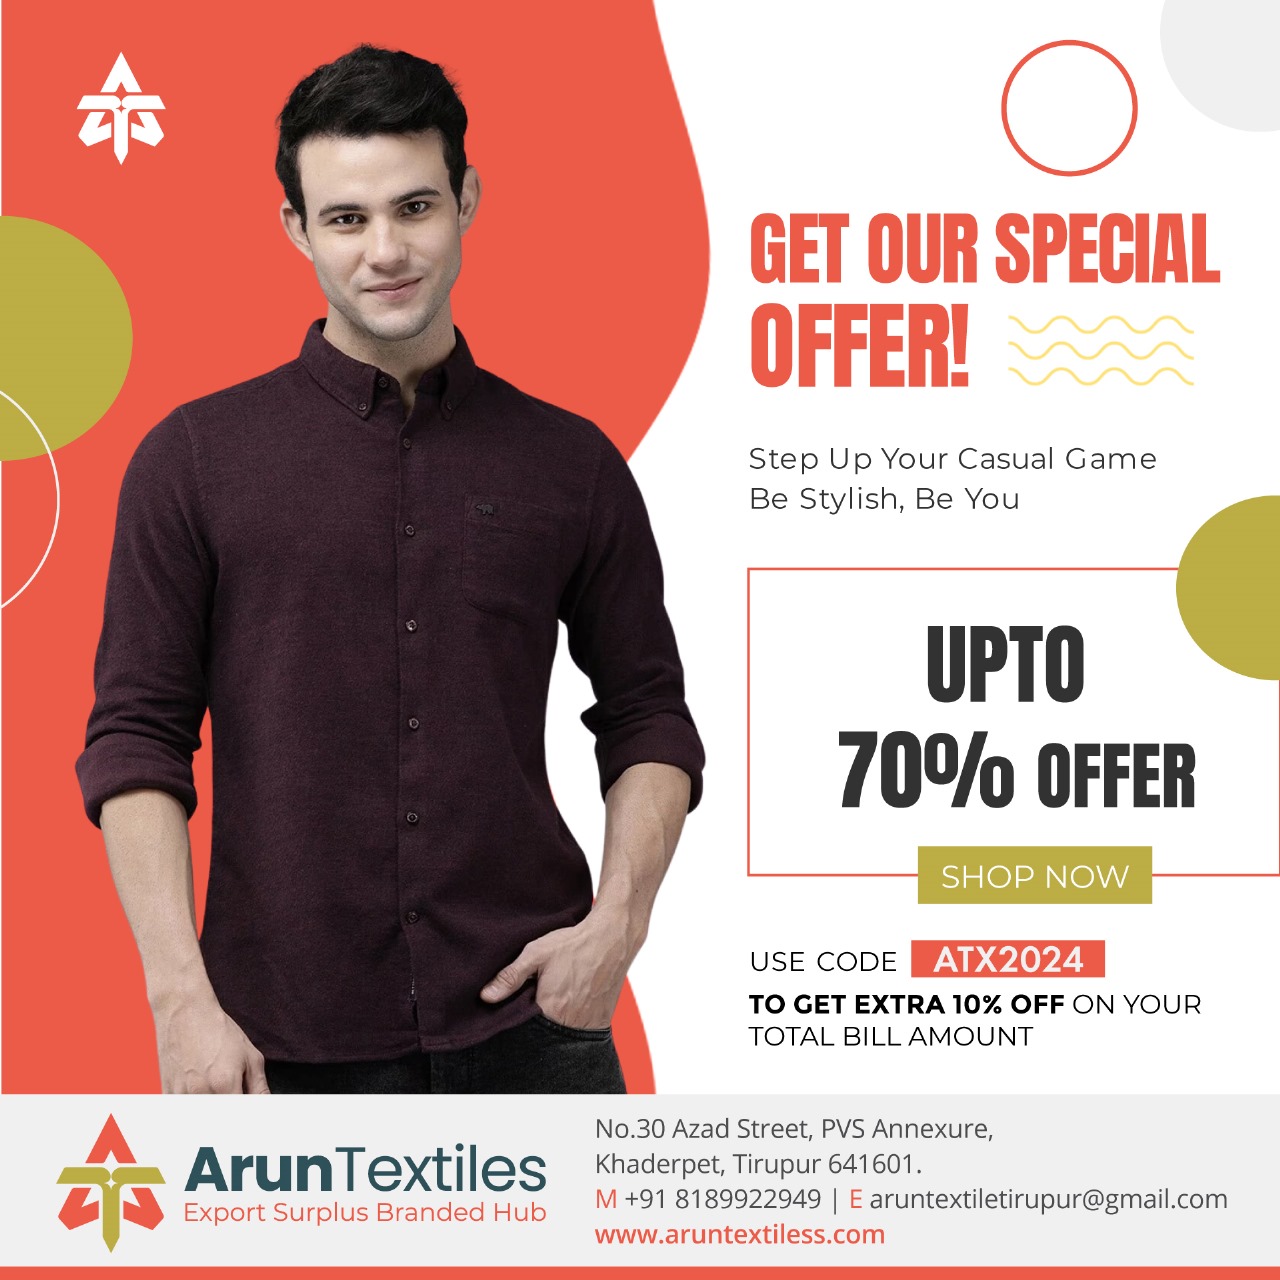 GET OUR SPECIAL
OFFER!
Step Up Your Casual Game
Be Stylish, Be You
UPTO
70% OFFER
SHOP NOW
USE CODE ATX2024
TO GET EXTRA 10% OFF ON YOUR
TOTAL BILL AMOUNT
ArunTextiles
Export Surplus Branded Hub
No.30 Azad Street, PVS Annexure,
Khaderpet, Tirupur 641601.
M +91 8189922949 | E aruntextiletirupur@gmail.com
www.aruntextiless.com